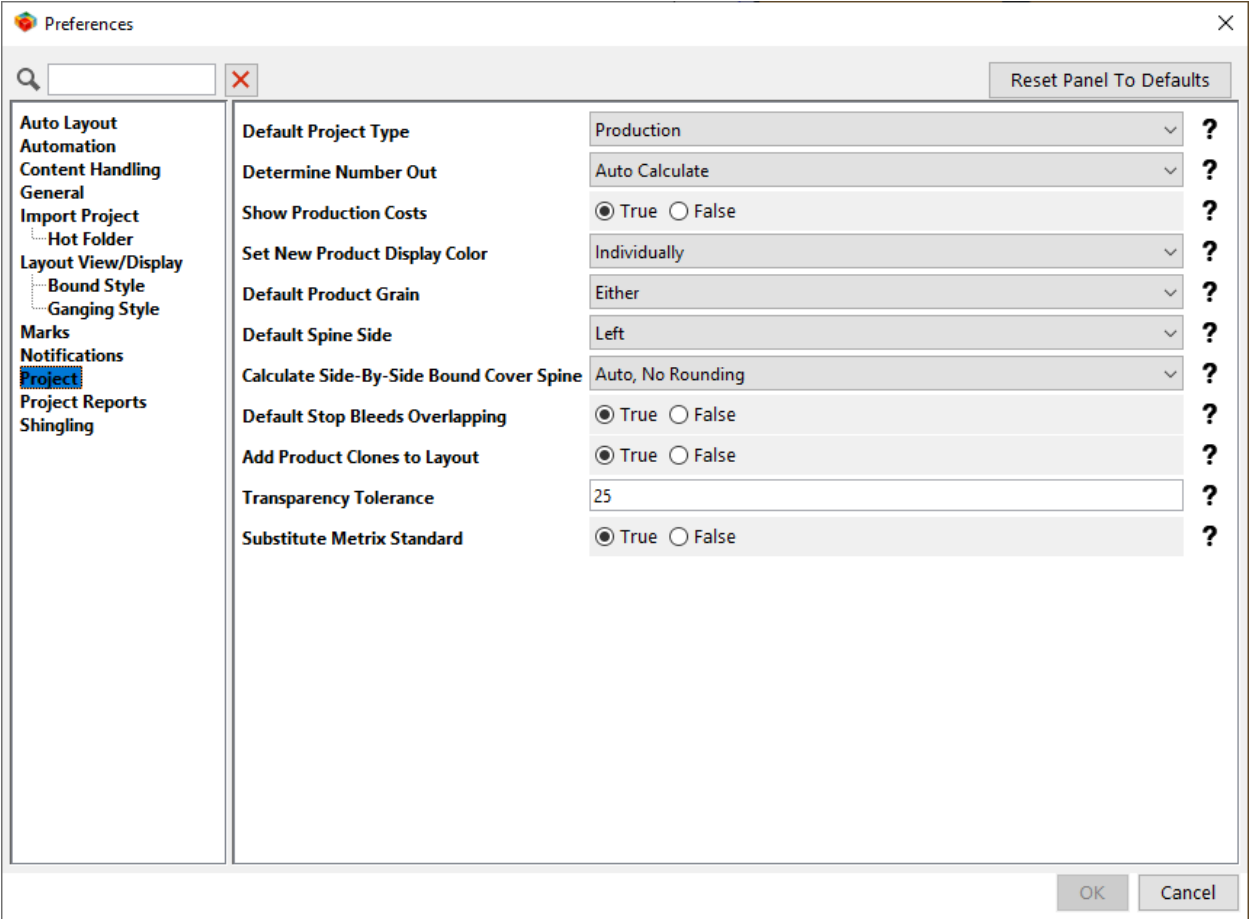 Preferences
Reset Panel To Defaults
Auto Layout
Automation
Content Handling
General
Import Project
Hot Folder
Layout View/Display
Bound Style
Ganging Style
Marks
Notifications
Project
Project Reports
Shingling
Default Project Type Production ?
Determine Number Out Auto Calculate ?
Show Production Costs True False ?
Set New Product Display Color Individually ?
Default Product Grain Either ?
Default Spine Side Left ?
Calculate Side-By-Side Bound Cover Spine Auto, No Rounding ?
Default Stop Bleeds Overlapping True False ?
Add Product Clones to Layout True False ?
Transparency Tolerance 25 ?
Substitute Metrix Standard True False ?
OK Cancel